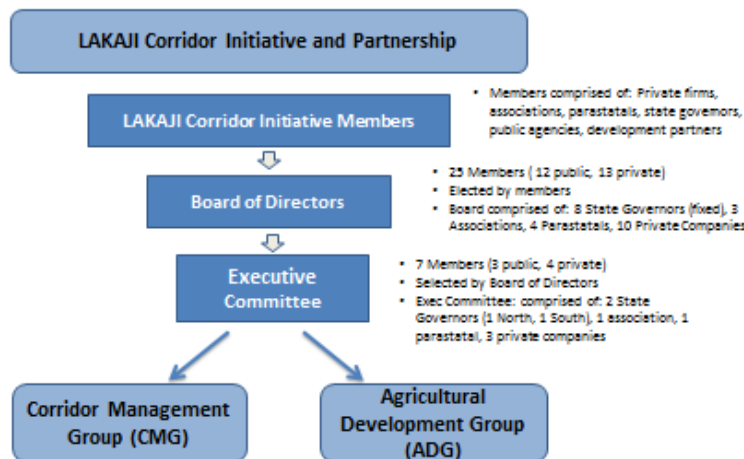 LAKAJI Corridor Initiative and Partnership
• Members comprised of: Private firms,
associations, parastatals, state governors,
public agencies, development partners
LAKAJI Corridor Initiative Members
• 25 Members ( 12 public, 13 private)
• Elected by members
• Board comprised of: 8 State Governors (fixed), 3
Associations, 4 Parastatals, 10 Private Companies
Board of Directors
• 7 Members (3 public, 4 private)
• Selected by Board of Directors
• Exec Committee: comprised of: 2 State
Governors (1 North, 1 South), 1 association, 1
parastatal, 3 private companies
Executive
Committee
Corridor Management
Group (CMG)
Agricultural
Development Group
(ADG)